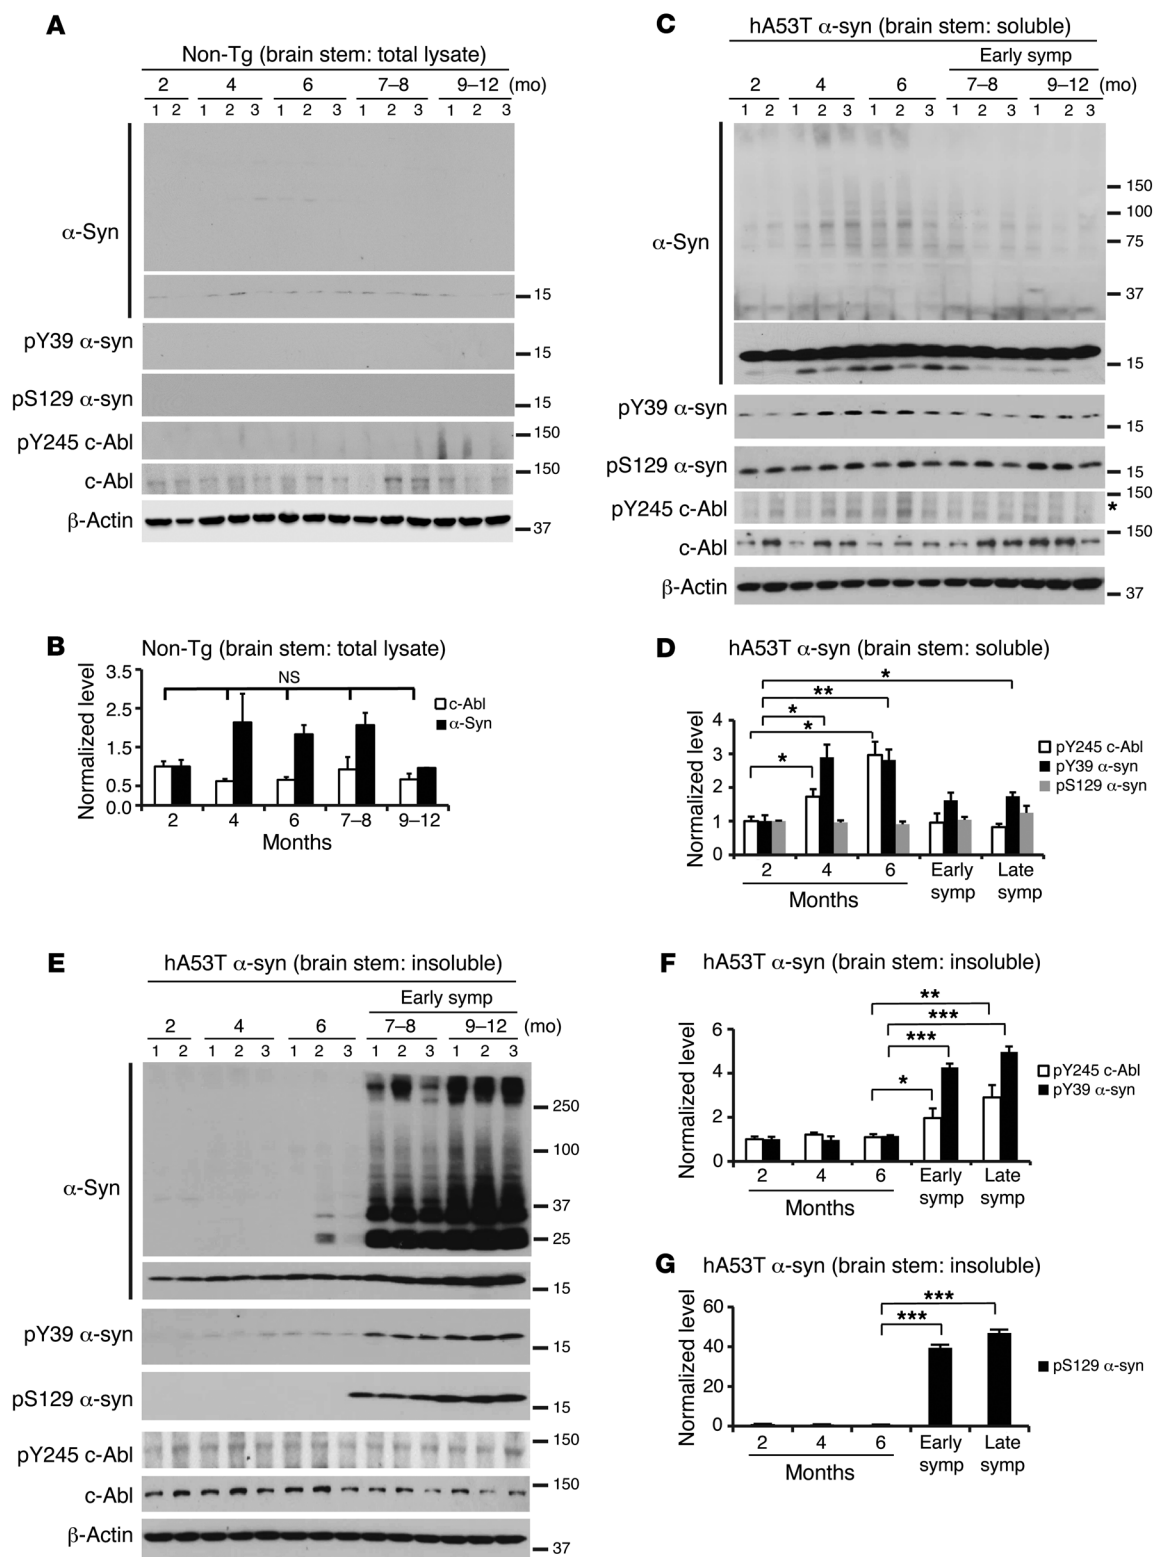 A
Non-Tg (brain stem: total lysate)
2 4 6 7–8 9–12 (mo)
1 2 1 2 3 1 2 3 1 2 3 1 2 3
α-Syn
15
pY39 α-syn
15
pS129 α-syn
15
pY245 c-Abl
150
c-Abl
150
β-Actin
37
B
Non-Tg (brain stem: total lysate)
Normalized level
3.5
2.5
1.5
0.5
0.0
NS
c-Abl
α-Syn
2 4 6 7–8 9–12
Months
C
hA53T α-syn (brain stem: soluble)
Early symp
2 4 6 7–8 9–12 (mo)
1 2 1 2 3 1 2 3 1 2 3 1 2 3
α-Syn
150
100
75
37
15
pY39 α-syn
15
pS129 α-syn
15
pY245 c-Abl
150
*
c-Abl
150
β-Actin
37
D
hA53T α-syn (brain stem: soluble)
Normalized level
4
3
2
1
0
*
**
*
*
*
pY245 c-Abl
pY39 α-syn
pS129 α-syn
2 4 6 Early symp Late symp
Months
E
hA53T α-syn (brain stem: insoluble)
Early symp
2 4 6 7–8 9–12 (mo)
1 2 1 2 3 1 2 3 1 2 3 1 2 3
α-Syn
250
100
37
25
15
pY39 α-syn
15
pS129 α-syn
15
pY245 c-Abl
150
c-Abl
150
β-Actin
37
F
hA53T α-syn (brain stem: insoluble)
Normalized level
6
4
2
0
**
***
***
*
pY245 c-Abl
pY39 α-syn
2 4 6 Early symp Late symp
Months
G
hA53T α-syn (brain stem: insoluble)
Normalized level
60
40
20
0
***
***
pS129 α-syn
2 4 6 Early symp Late symp
Months